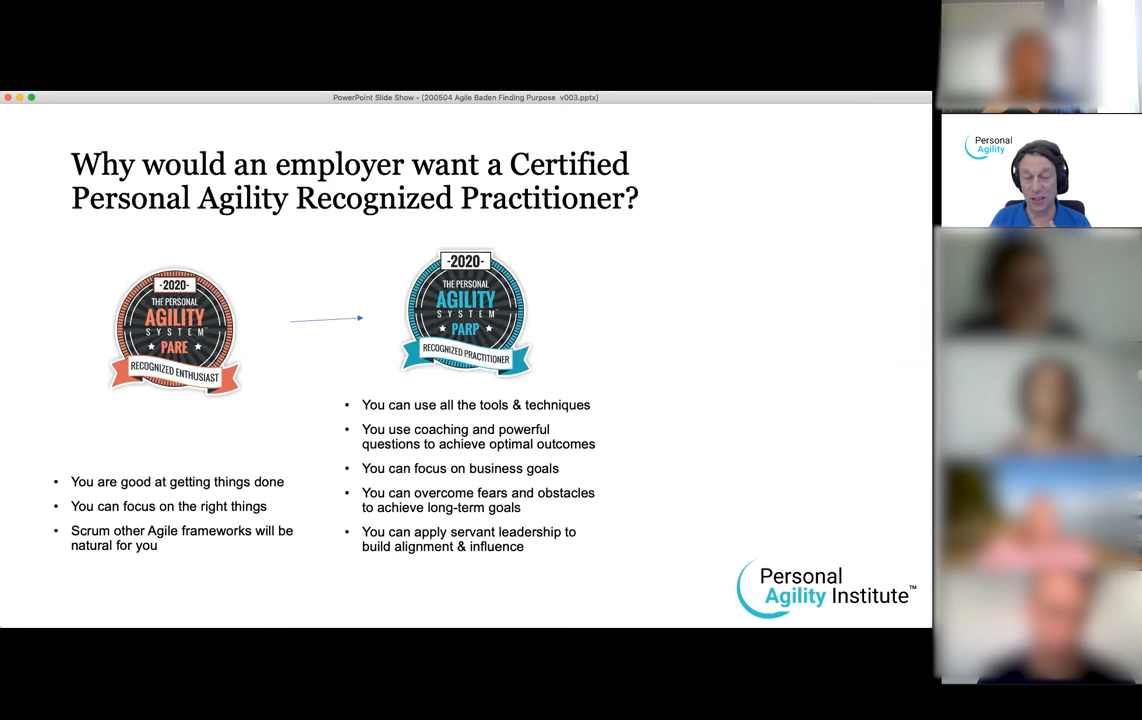 PowerPoint Slide Show - [200504 Agile Baden Finding Purpose v003.pptx]
Why would an employer want a Certified
Personal Agility Recognized Practitioner?
-2020-
THE PERSONAL
AGILITY
SYSTEM
PARE
RECOGNIZED ENTHUSIAST
-2020-
THE PERSONAL
AGILITY
SYSTEM
PARP
RECOGNIZED PRACTITIONER
• You are good at getting things done
• You can focus on the right things
• Scrum other Agile frameworks will be
natural for you
• You can use all the tools & techniques
• You use coaching and powerful
questions to achieve optimal outcomes
• You can focus on business goals
• You can overcome fears and obstacles
to achieve long-term goals
• You can apply servant leadership to
build alignment & influence
Personal
Agility Institute™
Personal
Agility